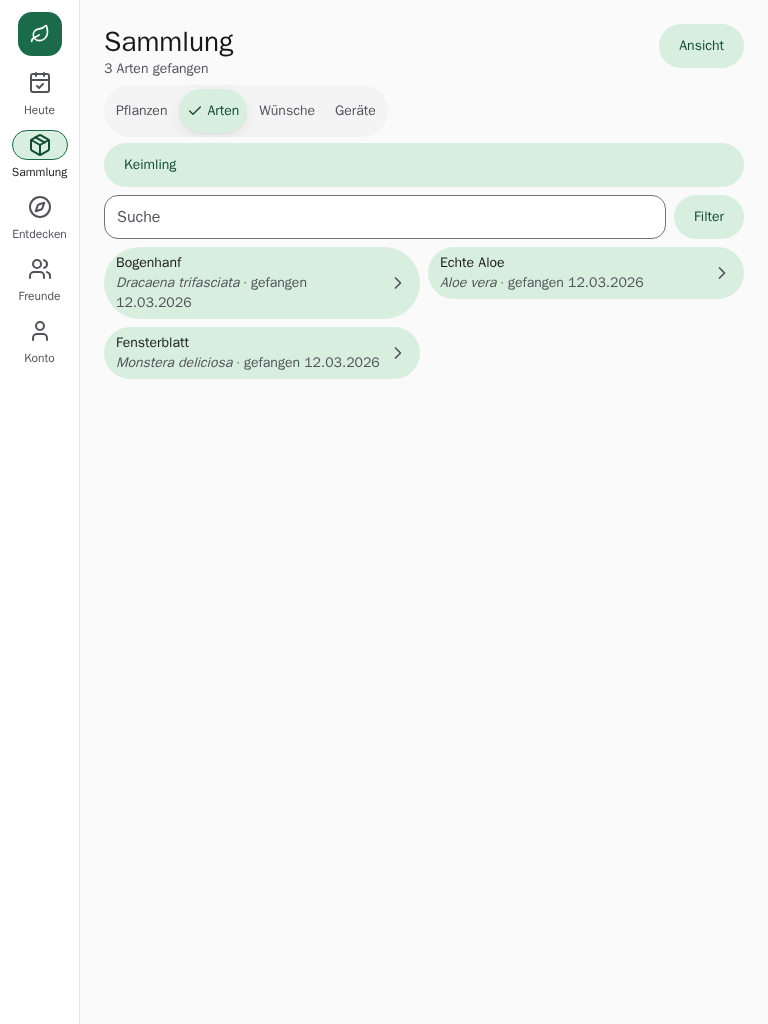 Sammlung
3 Arten gefangen
Ansicht
Heute
Sammlung
Entdecken
Freunde
Konto
Pflanzen
Arten
Wünsche
Geräte
Keimling
Suche
Filter
Bogenhanf
Dracaena trifasciata · gefangen
12.03.2026
Echte Aloe
Aloe vera · gefangen 12.03.2026
Fensterblatt
Monstera deliciosa · gefangen 12.03.2026